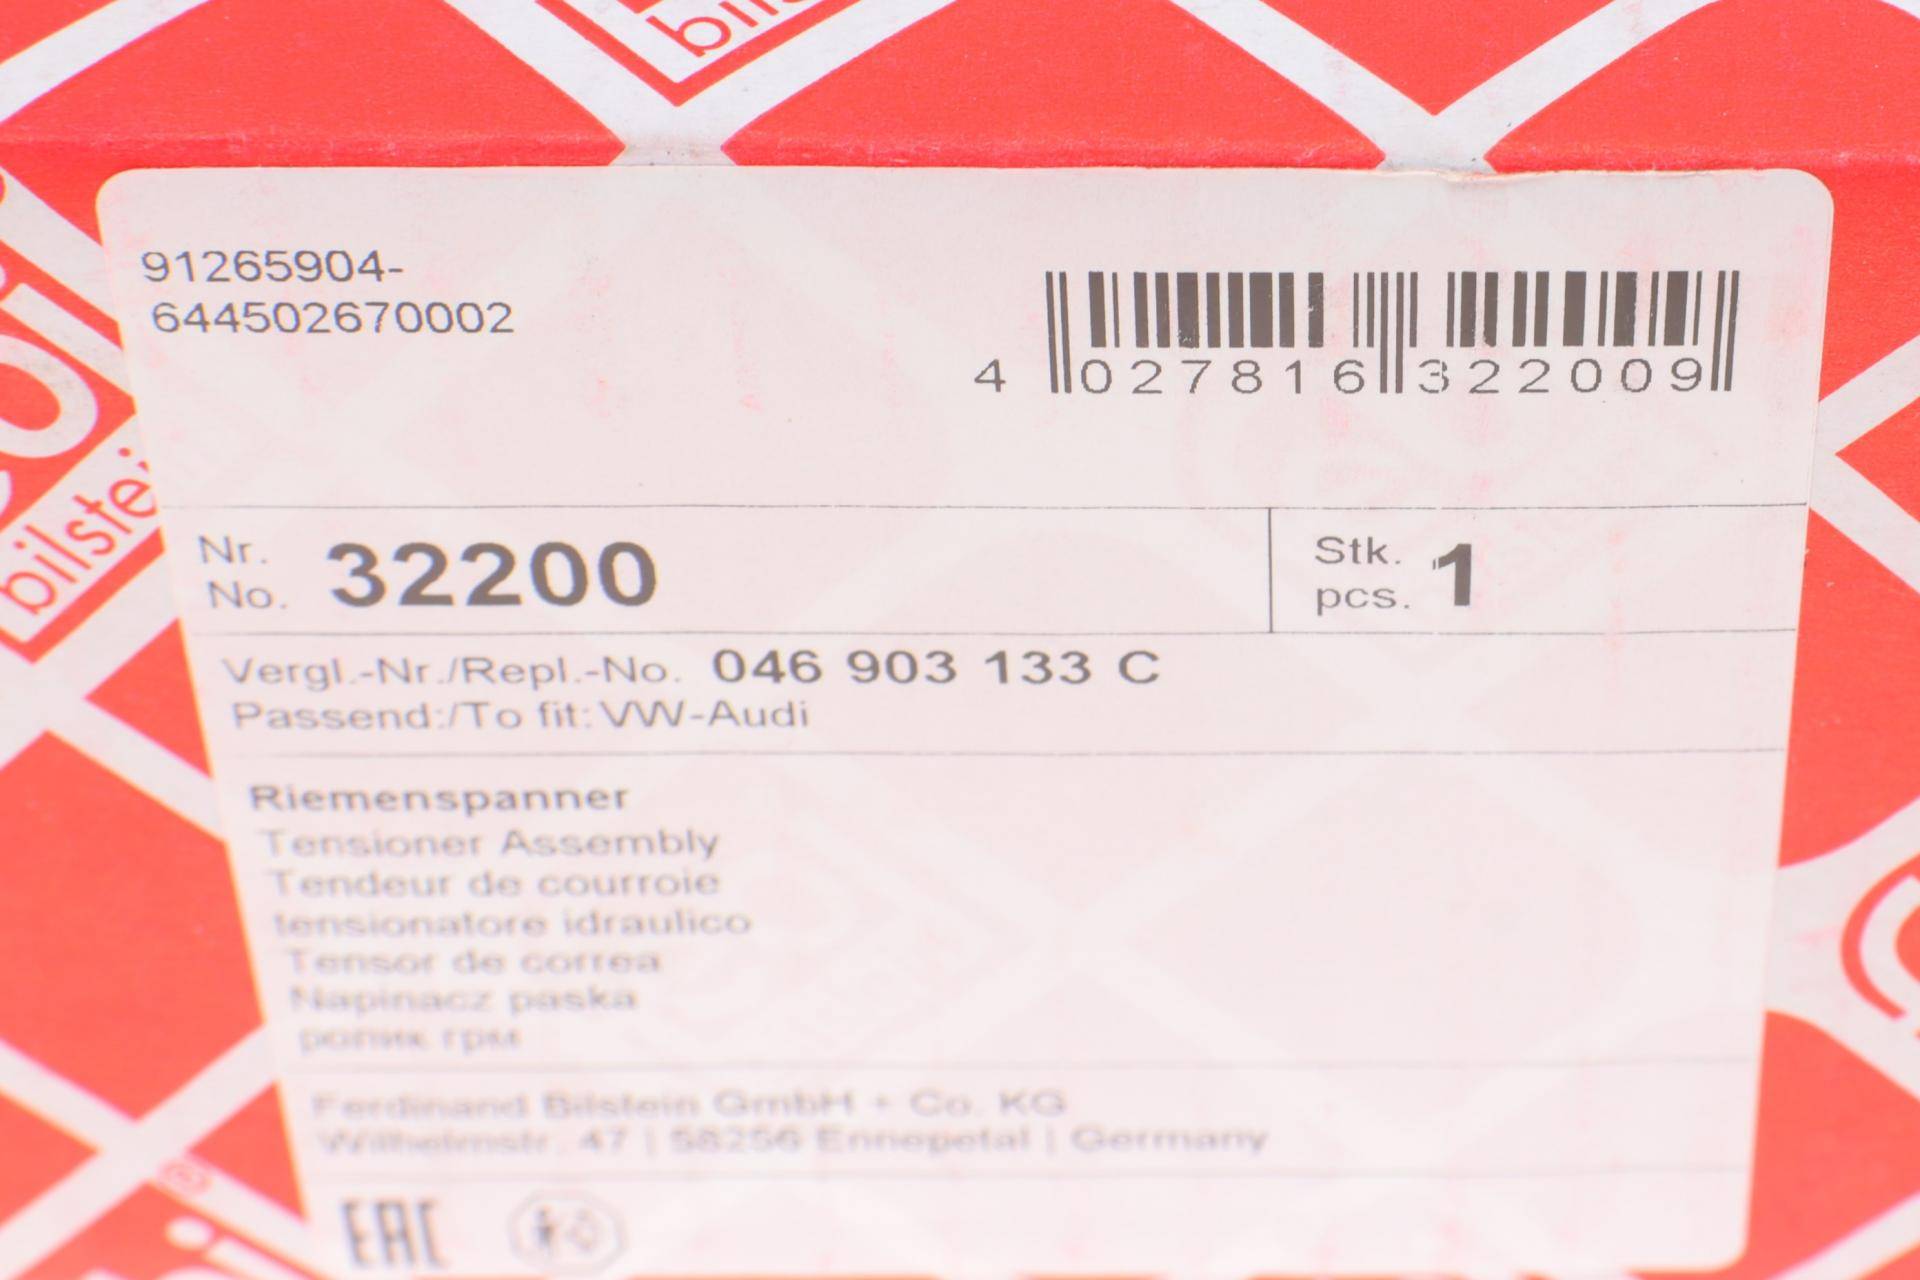 bilstein
91265904-
644502670002
4 027816 322009
bilstein
Nr.
No. 32200
Stk.
pcs. 1
Vergl.-Nr./Repl.-No. 046 903 133 C
Passend:/To fit: VW-Audi
Riemenspanner
Tensioner Assembly
Tendeur de courroie
tensionatore idraulico
Tensor de correa
Napinacz paska
ролик грм
Ferdinand Bilstein GmbH + Co. KG
Wilhelmstr. 47 | 58256 Ennepetal | Germany
EAC